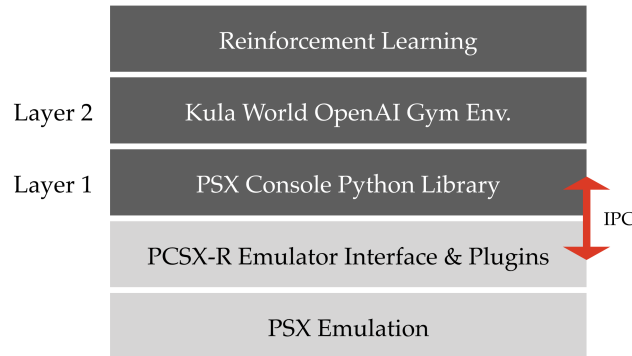 Reinforcement Learning
Layer 2
Kula World OpenAI Gym Env.
Layer 1
PSX Console Python Library
IPC
PCSX-R Emulator Interface & Plugins
PSX Emulation